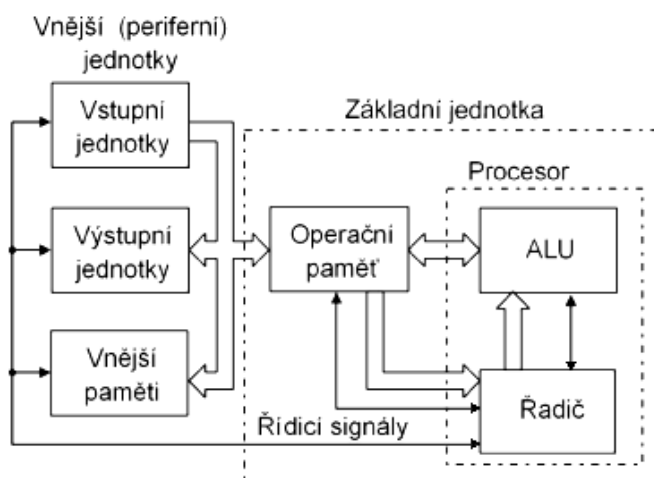 Vnější (periferní)
jednotky
Vstupní
jednotky
Základní jednotka
Procesor
Výstupní
jednotky
Operační
paměť
ALU
Vnější
paměti
Řadič
Řídicí signály